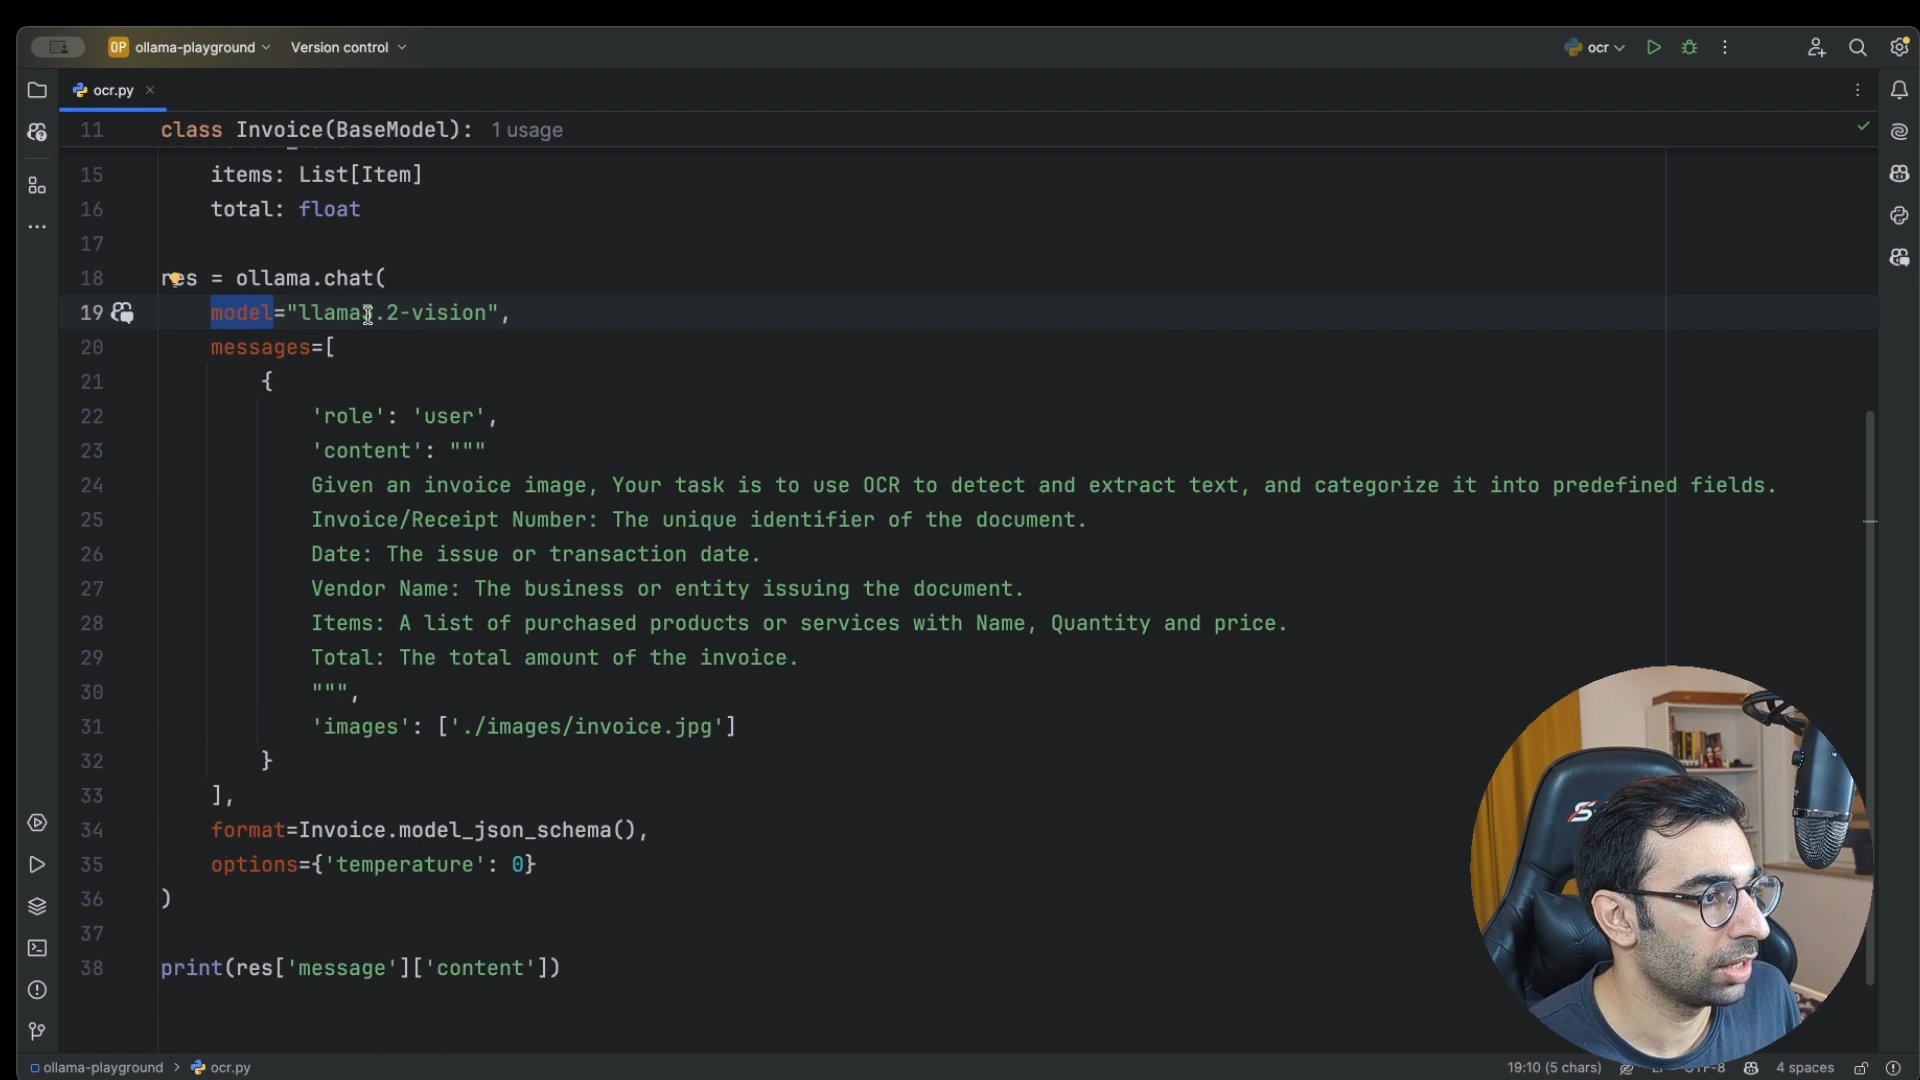 OP ollama-playground Version control ocr
ocr.py
11 class Invoice(BaseModel): 1 usage
15 items: List[Item]
16 total: float
17
18 res = ollama.chat(
19 model="llama3.2-vision",
20 messages=[
21 {
22 'role': 'user',
23 'content': """
24 Given an invoice image, Your task is to use OCR to detect and extract text, and categorize it into predefined fields.
25 Invoice/Receipt Number: The unique identifier of the document.
26 Date: The issue or transaction date.
27 Vendor Name: The business or entity issuing the document.
28 Items: A list of purchased products or services with Name, Quantity and price.
29 Total: The total amount of the invoice.
30 """,
31 'images': ['./images/invoice.jpg']
32 }
33 ],
34 format=Invoice.model_json_schema(),
35 options={'temperature': 0}
36 )
37
38 print(res['message']['content'])
ollama-playground > ocr.py 19:10 (5 chars) UTF-8 4 spaces